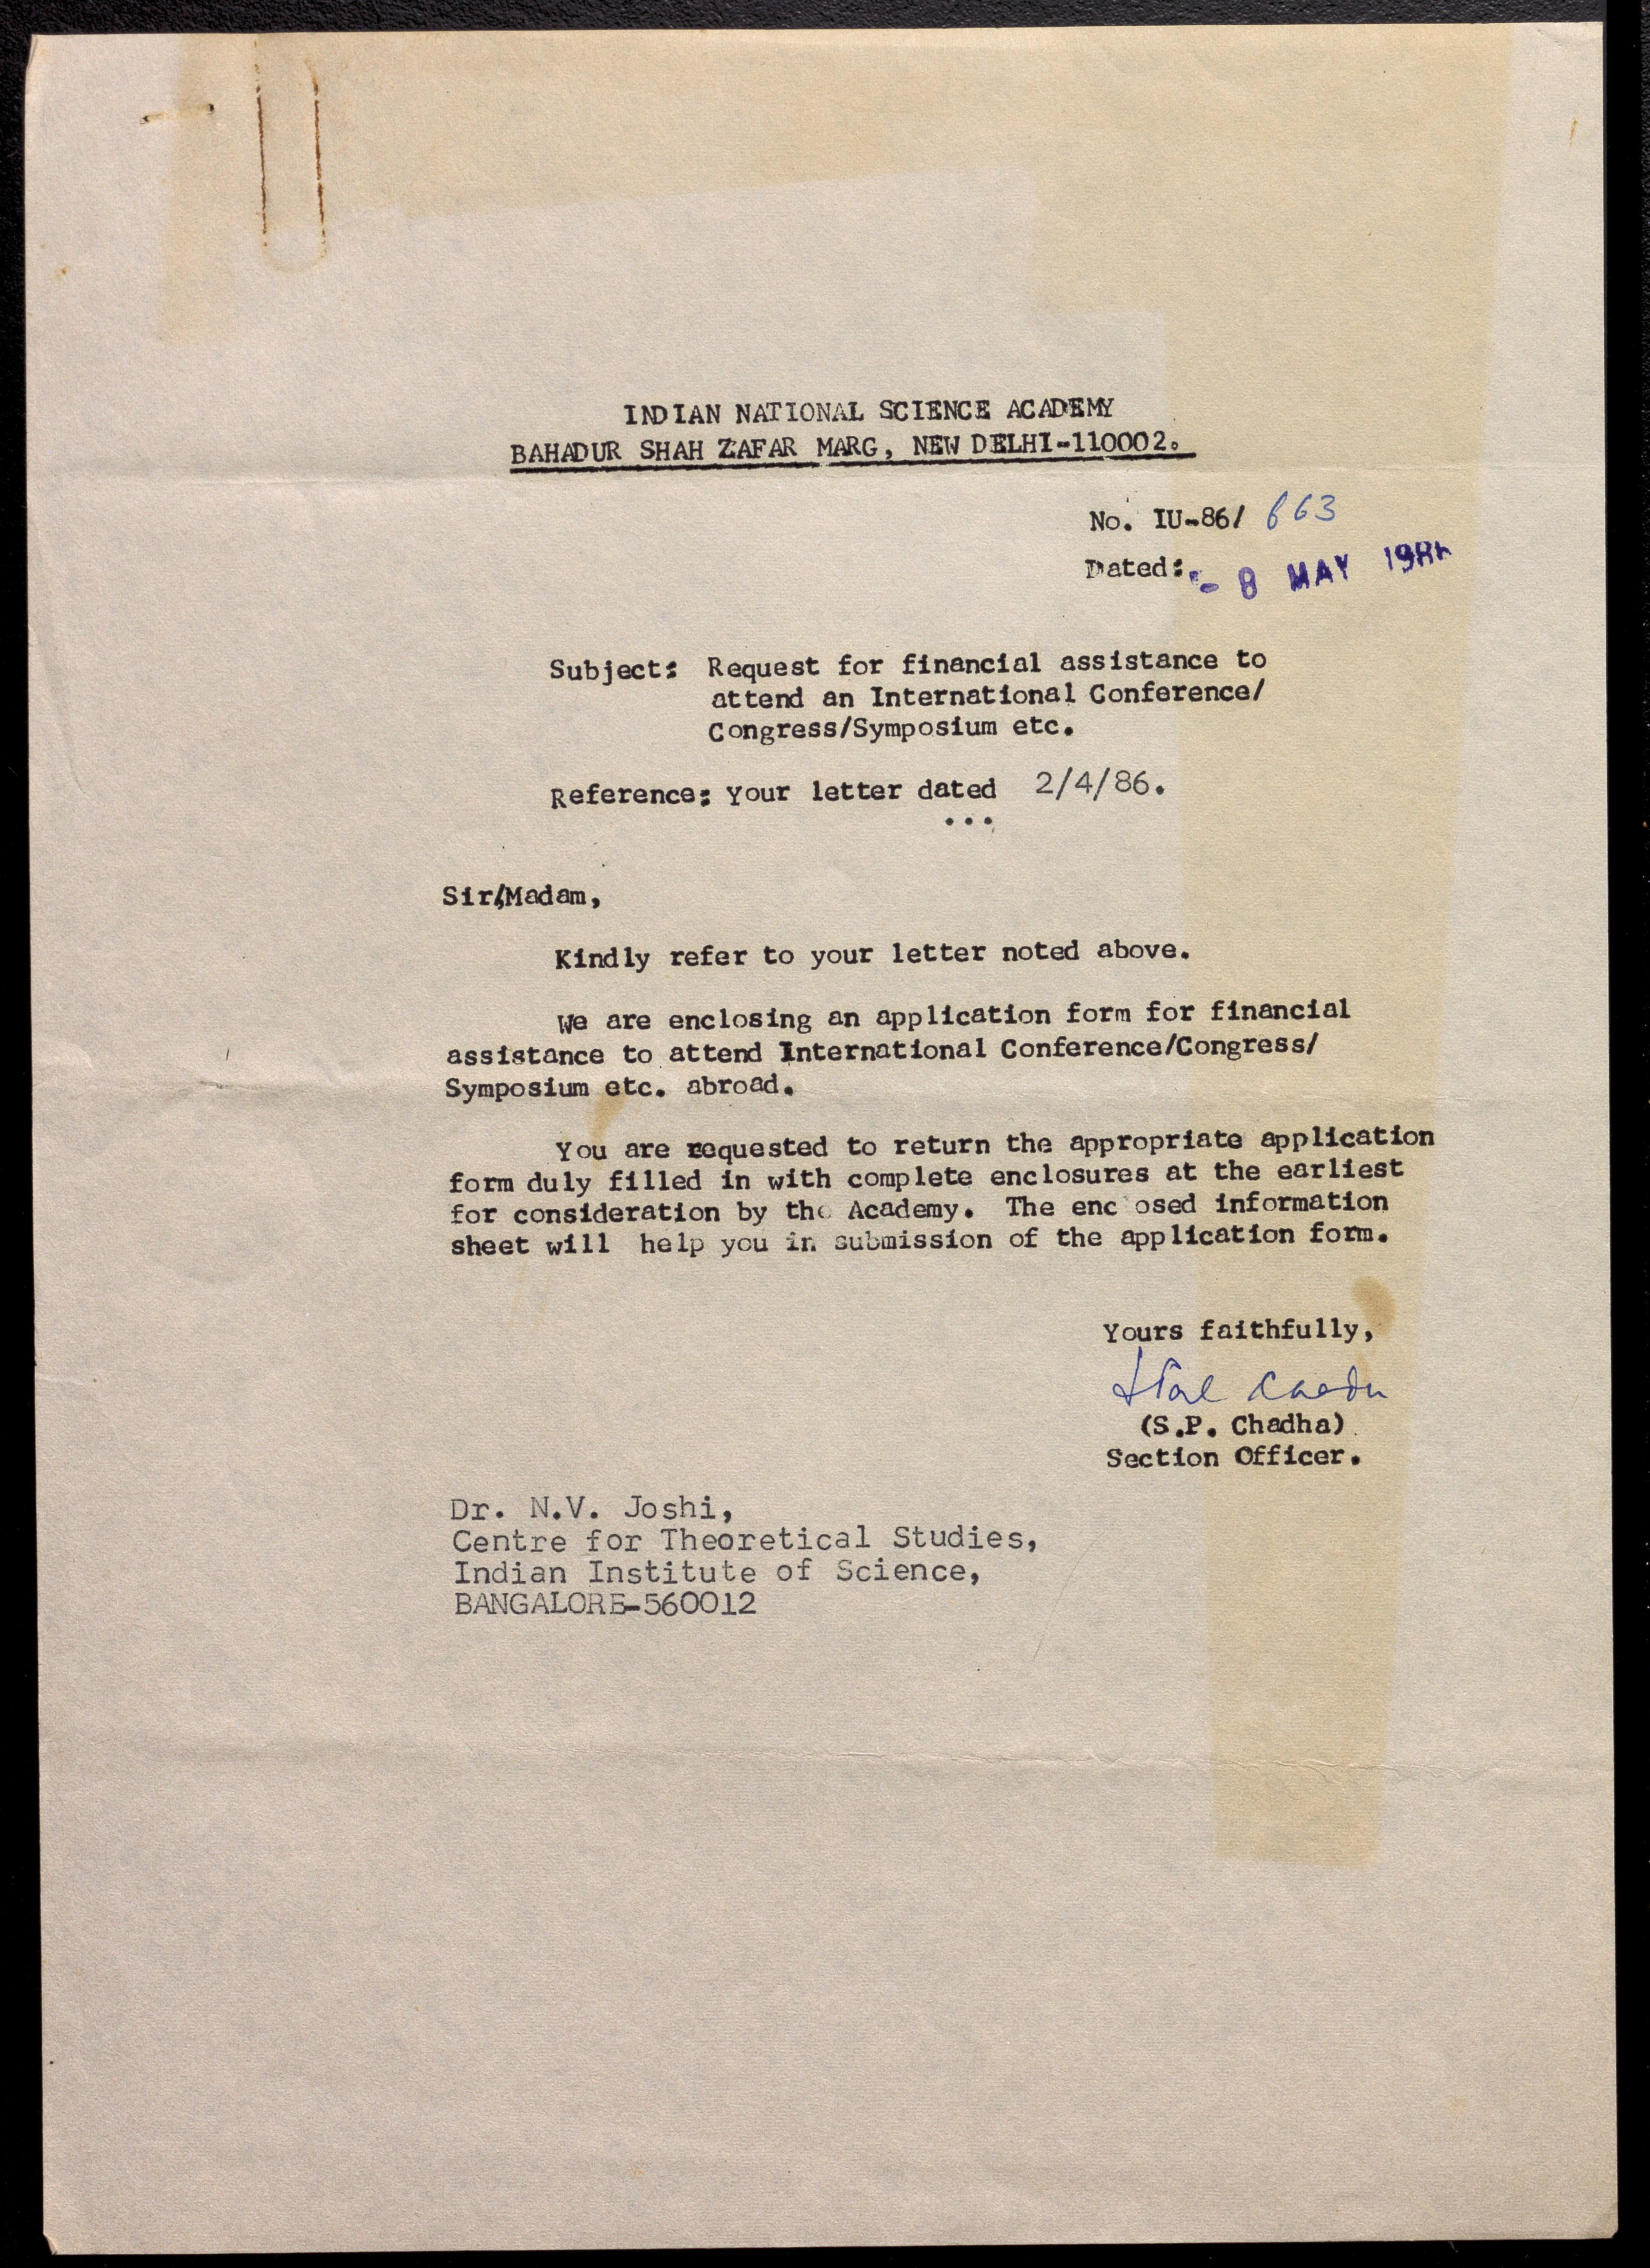 INDIAN NATIONAL SCIENCE ACADEMY
BAHADUR SHAH ZAFAR MARG, NEW DELHI-110002.
No. IU-86/ 663
Dated: - 8 MAY 1986
Subject: Request for financial assistance to
attend an International Conference/
Congress/Symposium etc.
Reference: Your letter dated 2/4/86.
...
Sir/Madam,
Kindly refer to your letter noted above.
We are enclosing an application form for financial
assistance to attend International Conference/Congress/
Symposium etc. abroad.
You are requested to return the appropriate application
form duly filled in with complete enclosures at the earliest
for consideration by the Academy. The enc osed information
sheet will help you in submission of the application form.
Yours faithfully,
(S.P. Chadha)
Section Officer.
Dr. N.V. Joshi,
Centre for Theoretical Studies,
Indian Institute of Science,
BANGALORE-560012